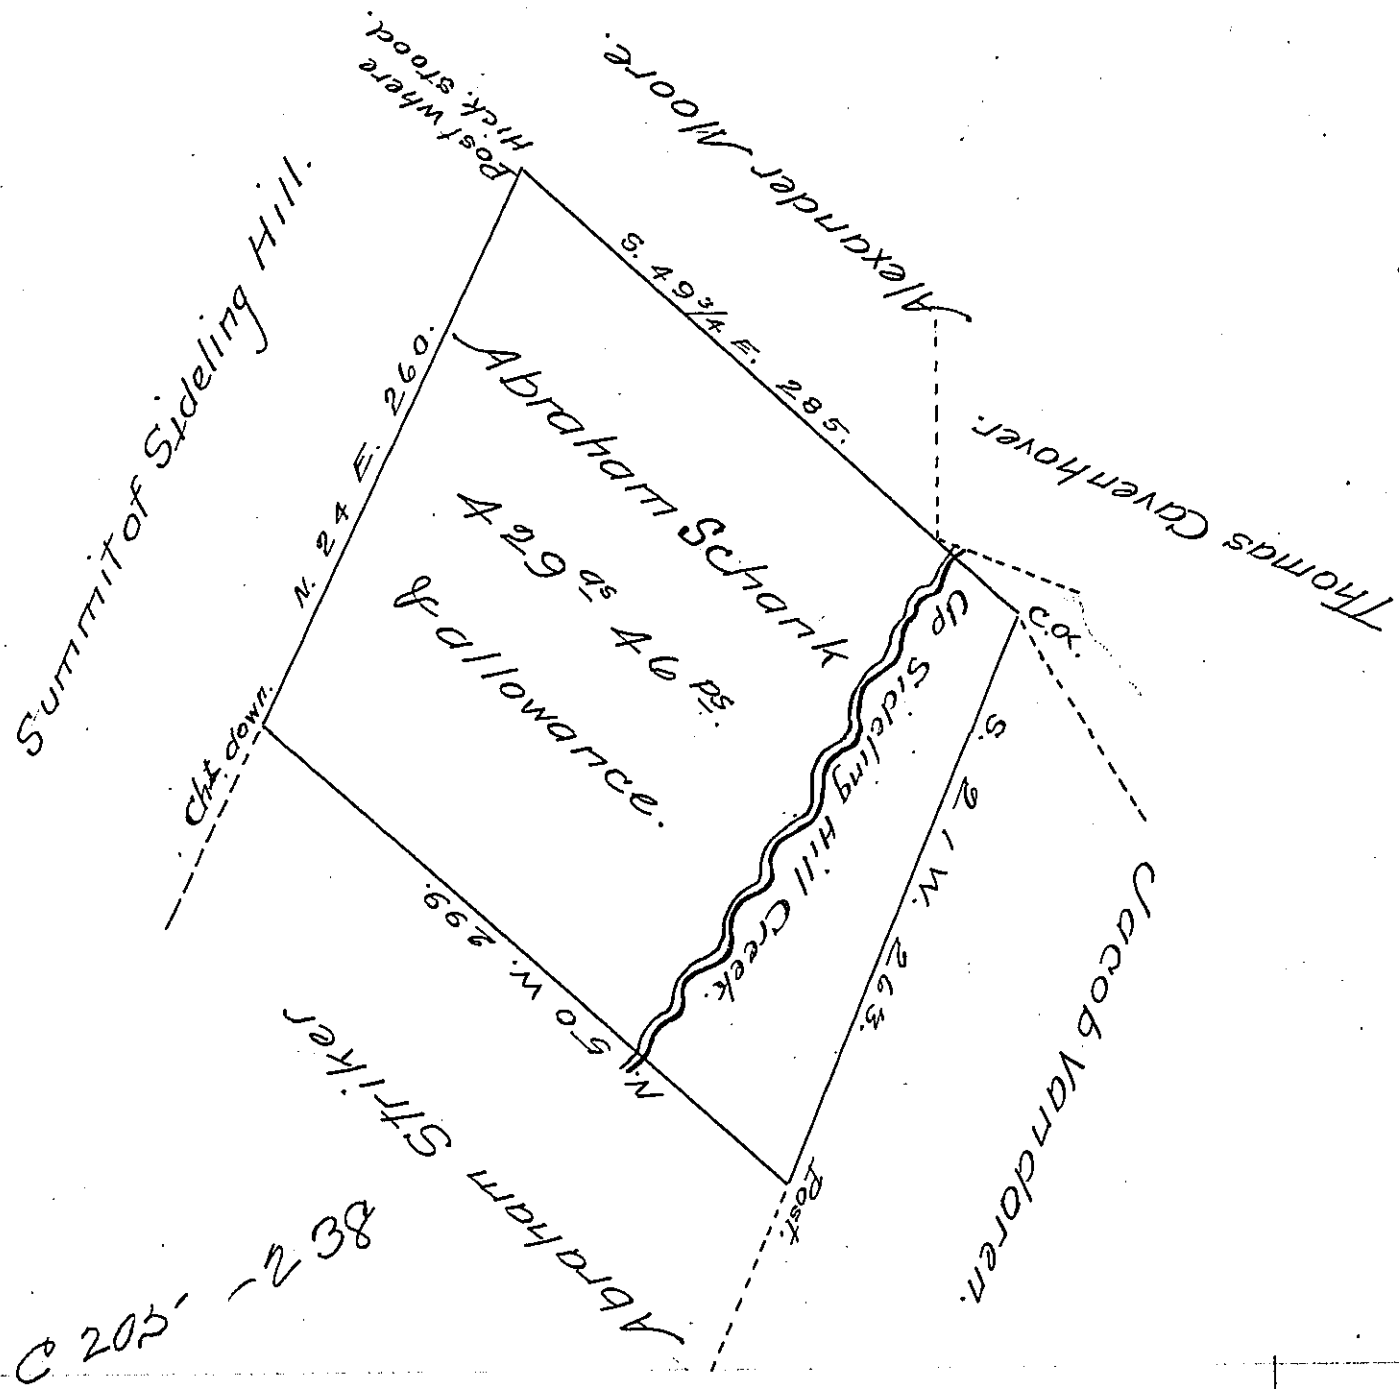 Post where
Hick. stood.
Alexander Moore.
Summit of Sideling Hill.
S. 49 3/4 E. 285.
N. 24 E. 260.
Thomas Cavenhover.
Abraham Schank
429 as 46 ps.
& allowance.
C.O.
Up Sideling Hill Creek.
S. 21 W. 263.
Cht. down.
N. 50 W. 299.
Jacob Vandoren.
Abraham Striker
Post.
C 205 - 238